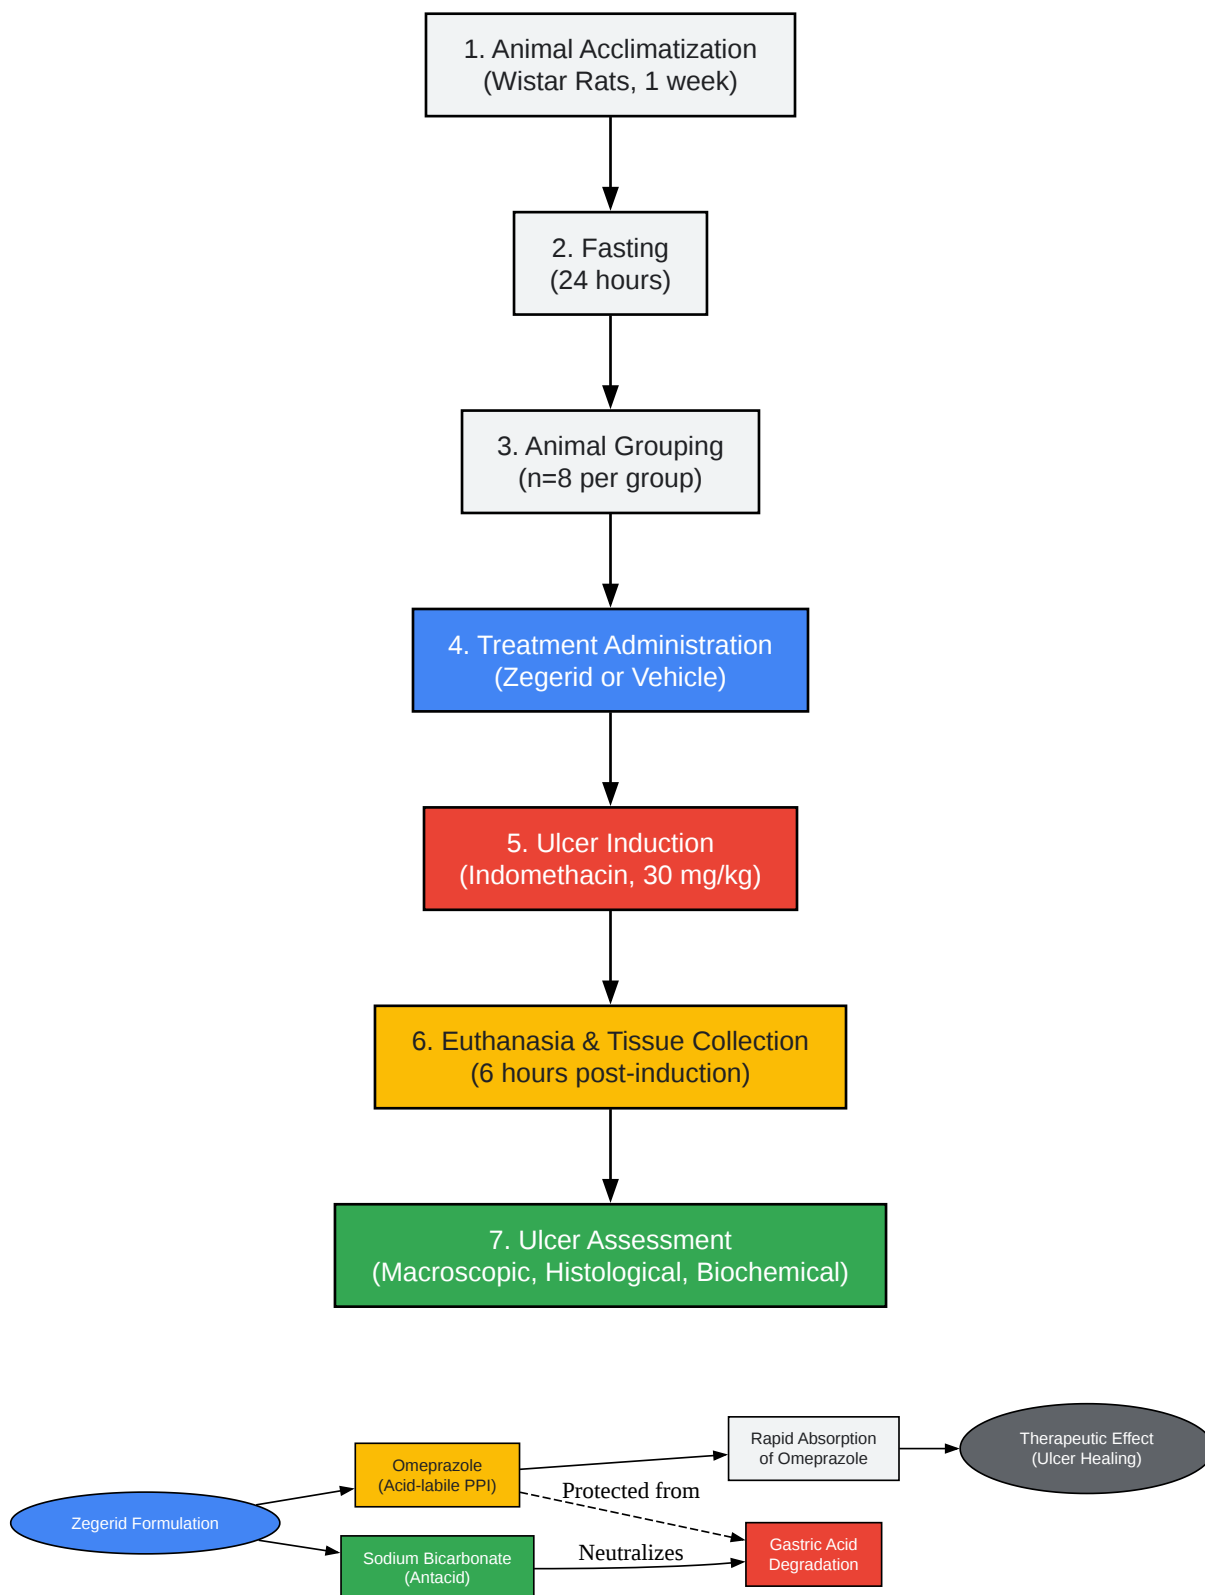 1. Animal Acclimatization
(Wistar Rats, 1 week)
2. Fasting
(24 hours)
3. Animal Grouping
(n=8 per group)
4. Treatment Administration
(Zegerid or Vehicle)
5. Ulcer Induction
(Indomethacin, 30 mg/kg)
6. Euthanasia & Tissue Collection
(6 hours post-induction)
7. Ulcer Assessment
(Macroscopic, Histological, Biochemical)
Zegerid Formulation
Omeprazole
(Acid-labile PPI)
Sodium Bicarbonate
(Antacid)
Protected from
Neutralizes
Rapid Absorption
of Omeprazole
Gastric Acid
Degradation
Therapeutic Effect
(Ulcer Healing)